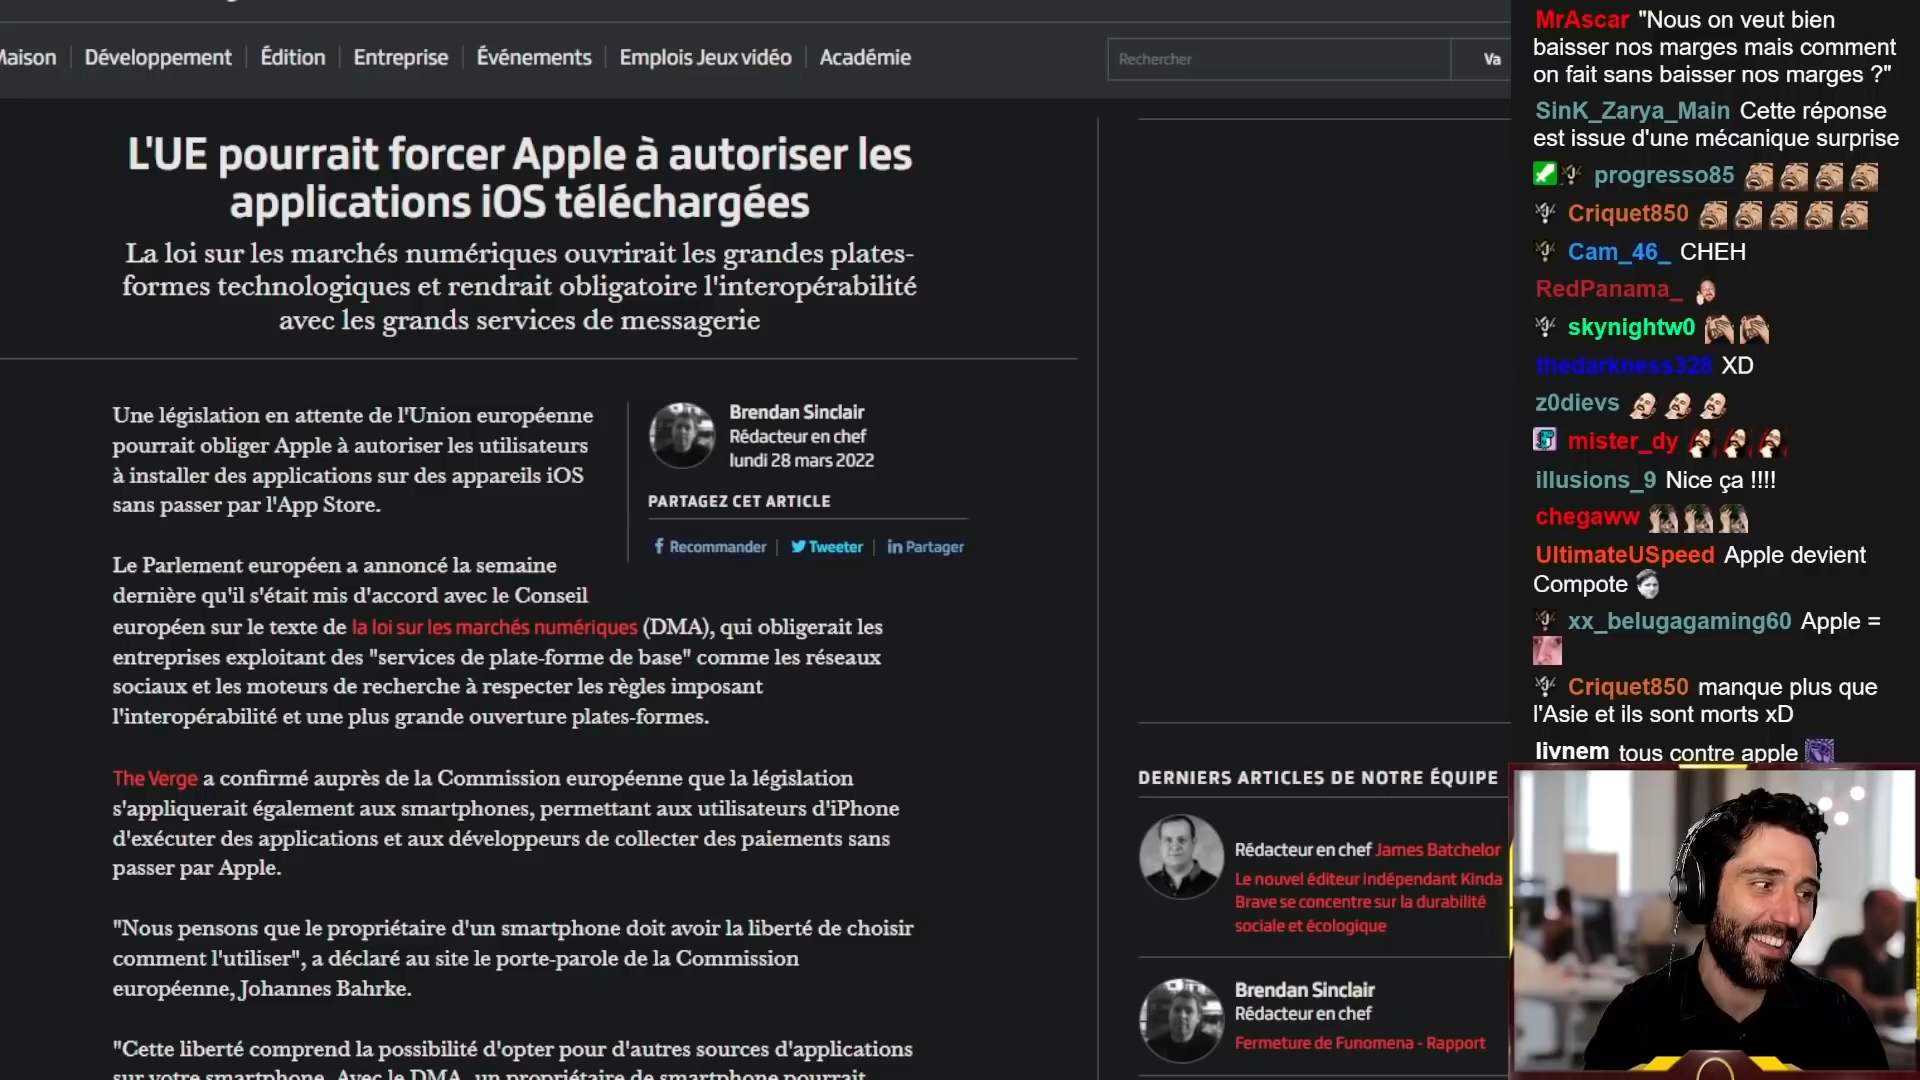 Maison
Développement
Édition
Entreprise
Événements
Emplois Jeux vidéo
Académie
Rechercher
Va
L'UE pourrait forcer Apple à autoriser les
applications iOS téléchargées
La loi sur les marchés numériques ouvrirait les grandes plates-
formes technologiques et rendrait obligatoire l'interopérabilité
avec les grands services de messagerie
Une législation en attente de l'Union européenne
pourrait obliger Apple à autoriser les utilisateurs
à installer des applications sur des appareils iOS
sans passer par l'App Store.
Brendan Sinclair
Rédacteur en chef
lundi 28 mars 2022
PARTAGEZ CET ARTICLE
Recommander
Tweeter
Partager
Le Parlement européen a annoncé la semaine
dernière qu'il s'était mis d'accord avec le Conseil
européen sur le texte de la loi sur les marchés numériques (DMA), qui obligerait les
entreprises exploitant des "services de plate-forme de base" comme les réseaux
sociaux et les moteurs de recherche à respecter les règles imposant
l'interopérabilité et une plus grande ouverture plates-formes.
The Verge a confirmé auprès de la Commission européenne que la législation
s'appliquerait également aux smartphones, permettant aux utilisateurs d'iPhone
d'exécuter des applications et aux développeurs de collecter des paiements sans
passer par Apple.
"Nous pensons que le propriétaire d'un smartphone doit avoir la liberté de choisir
comment l'utiliser", a déclaré au site le porte-parole de la Commission
européenne, Johannes Bahrke.
"Cette liberté comprend la possibilité d'opter pour d'autres sources d'applications
sur votre smartphone. Avec le DMA, un propriétaire de smartphone pourrait
DERNIERS ARTICLES DE NOTRE ÉQUIPE
Rédacteur en chef James Batchelor
Le nouvel éditeur indépendant Kinda
Brave se concentre sur la durabilité
sociale et écologique
Brendan Sinclair
Rédacteur en chef
Fermeture de Funomena - Rapport
MrAscar "Nous on veut bien
baisser nos marges mais comment
on fait sans baisser nos marges ?"
SinK_Zarya_Main Cette réponse
est issue d'une mécanique surprise
progresso85
Criquet850
Cam_46_ CHEH
RedPanama_
skynightw0
thedarkness328 XD
z0dievs
mister_dy
illusions_9 Nice ça !!!!
chegaww
UltimateUSpeed Apple devient
Compote
xx_belugagaming60 Apple =
Criquet850 manque plus que
l'Asie et ils sont morts xD
livnem tous contre apple